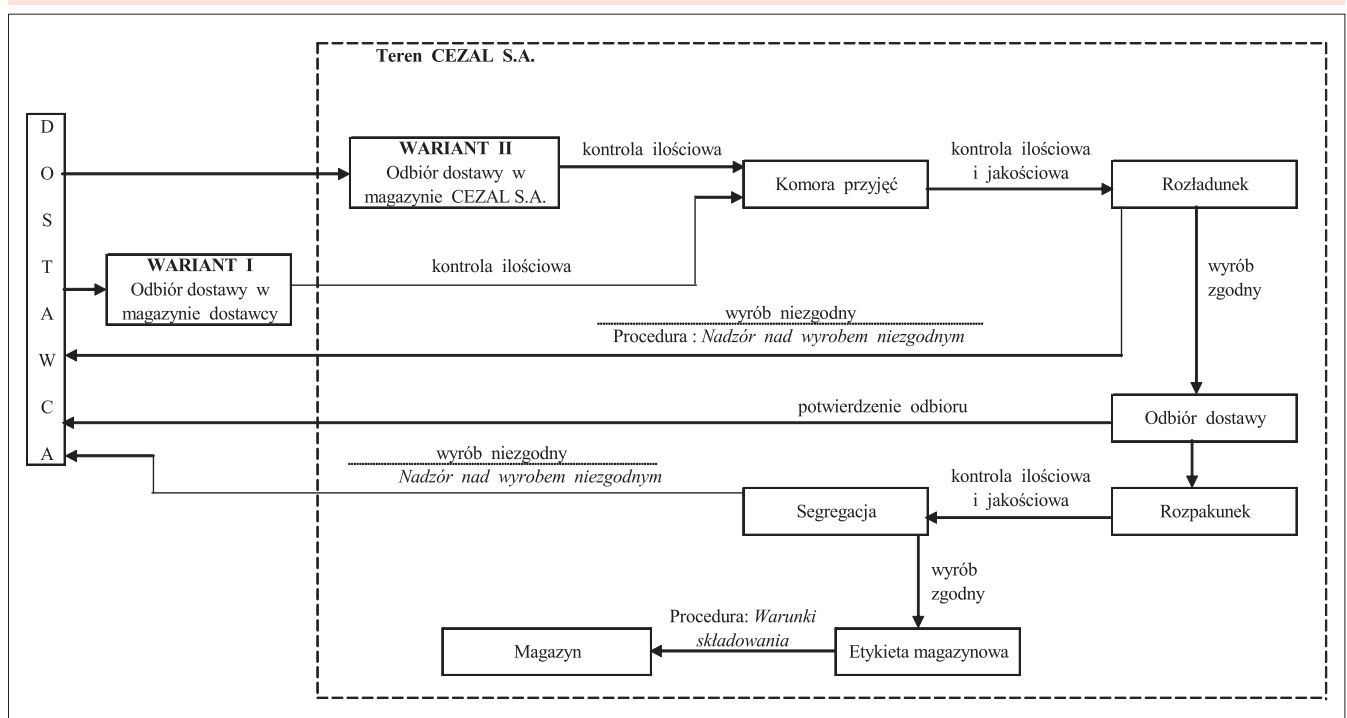 Teren CEZAL S.A.
D
O
S
T
A
W
C
A
WARIANT II
Odbiór dostawy w
magazynie CEZAL S.A.
kontrola ilościowa
Komora przyjęć
kontrola ilościowa
i jakościowa
Rozładunek
WARIANT I
Odbiór dostawy w
magazynie dostawcy
kontrola ilościowa
wyrób
zgodny
wyrób niezgodny
Procedura : Nadzór nad wyrobem niezgodnym
potwierdzenie odbioru
Odbiór dostawy
wyrób niezgodny
Nadzór nad wyrobem niezgodnym
Segregacja
kontrola ilościowa
i jakościowa
Rozpakunek
wyrób
zgodny
Magazyn
Procedura: Warunki
składowania
Etykieta magazynowa